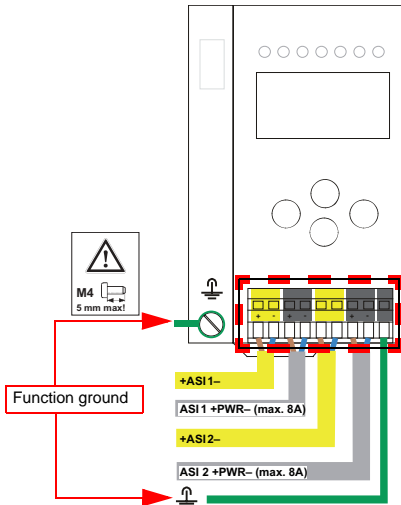 M4
5 mm max!
+ - + - + -
+ASI1–
ASI1 +PWR– (max. 8A)
Function ground
+ASI2–
ASI 2 +PWR– (max. 8A)